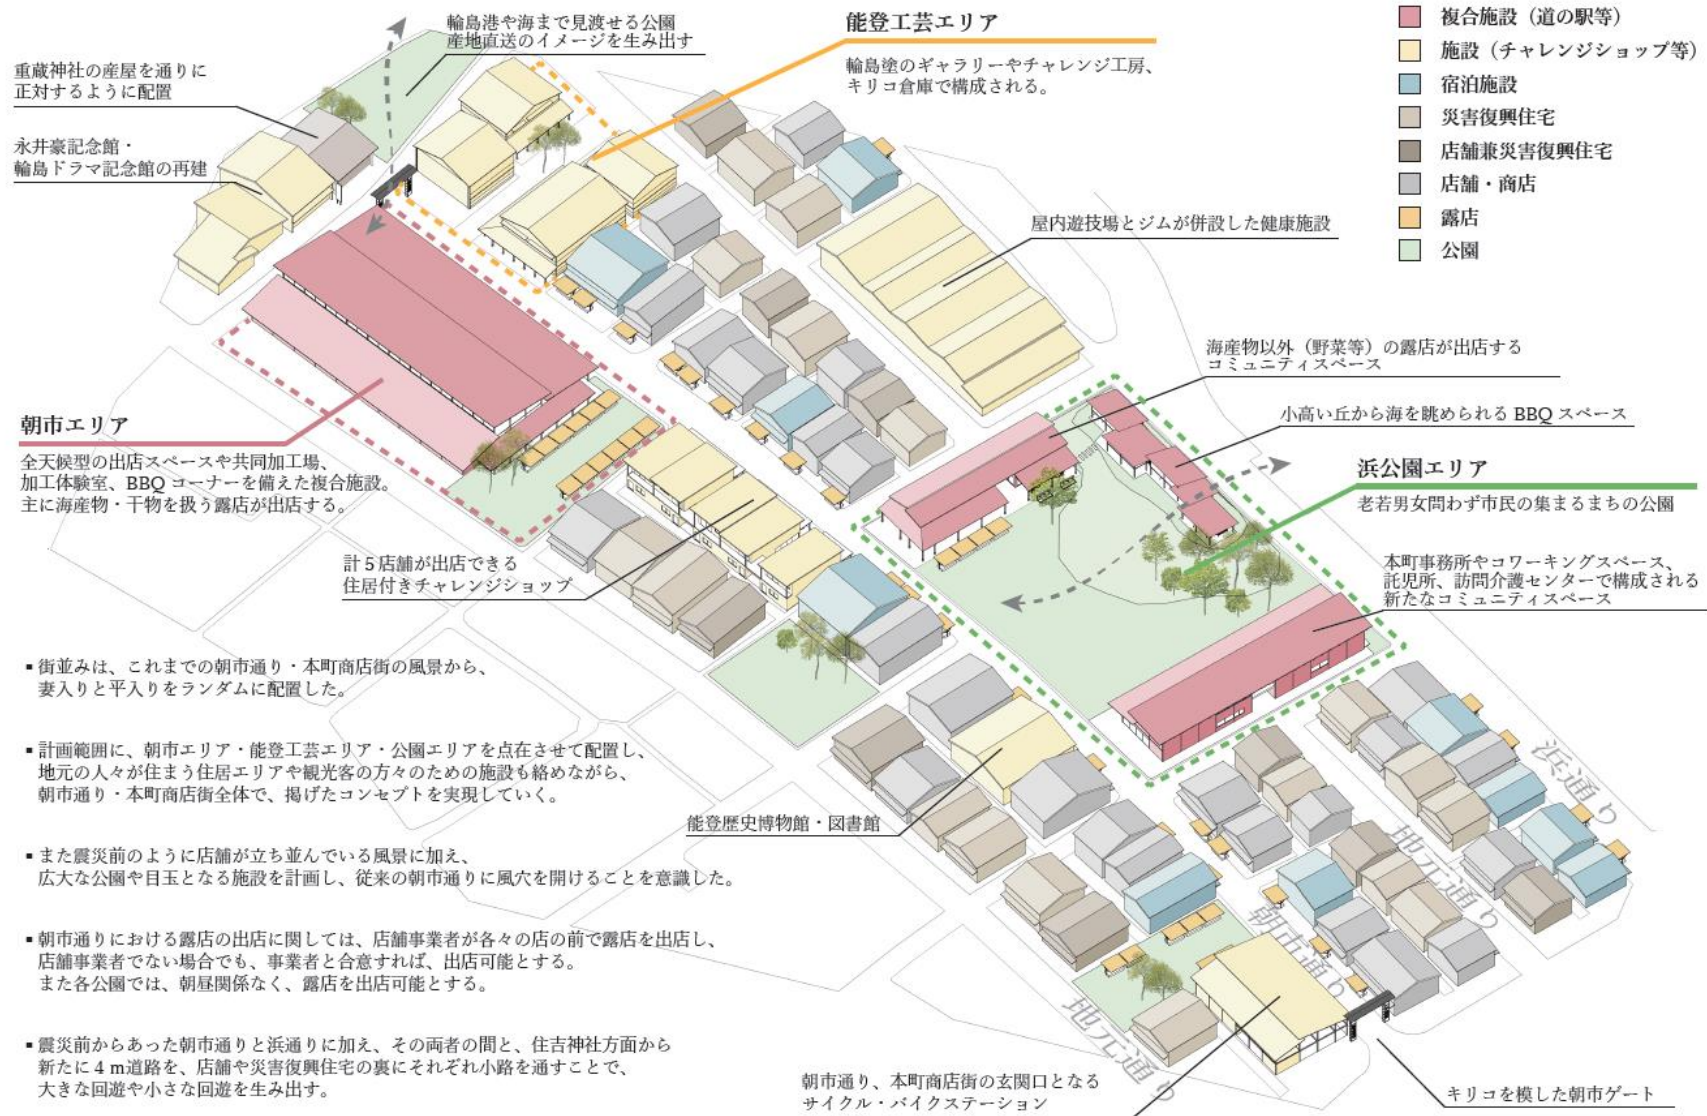 輪島港や海まで見渡せる公園
産地直送のイメージを生み出す
重蔵神社の産屋を通りに
正対するように配置
永井豪記念館・
輪島ドラマ記念館の再建
能登工芸エリア
輪島塗のギャラリーやチャレンジ工房、
キリコ倉庫で構成される。
複合施設（道の駅等）
施設（チャレンジショップ等）
宿泊施設
災害復興住宅
店舗兼災害復興住宅
店舗・商店
露店
公園
屋内遊技場とジムが併設した健康施設
海産物以外（野菜等）の露店が出店する
コミュニティスペース
小高い丘から海を眺められる BBQ スペース
浜公園エリア
老若男女問わず市民の集まるまちの公園
本町事務所やコワーキングスペース、
託児所、訪問介護センターで構成される
新たなコミュニティスペース
朝市エリア
全天候型の出店スペースや共同加工場、
加工体験室、BBQ コーナーを備えた複合施設。
主に海産物・干物を扱う露店が出店する。
計５店舗が出店できる
住居付きチャレンジショップ
▪ 街並みは、これまでの朝市通り・本町商店街の風景から、
妻入りと平入りをランダムに配置した。
▪ 計画範囲に、朝市エリア・能登工芸エリア・公園エリアを点在させて配置し、
地元の人々が住まう住居エリアや観光客の方々のための施設も絡めながら、
朝市通り・本町商店街全体で、掲げたコンセプトを実現していく。
▪ また震災前のように店舗が立ち並んでいる風景に加え、
広大な公園や目玉となる施設を計画し、従来の朝市通りに風穴を開けることを意識した。
▪ 朝市通りにおける露店の出店に関しては、店舗事業者が各々の店の前で露店を出店し、
店舗事業者でない場合でも、事業者と合意すれば、出店可能とする。
また各公園では、朝昼関係なく、露店を出店可能とする。
▪ 震災前からあった朝市通りと浜通りに加え、その両者の間と、住吉神社方面から
新たに４ｍ道路を、店舗や災害復興住宅の裏にそれぞれ小路を通すことで、
大きな回遊や小さな回遊を生み出す。
能登歴史博物館・図書館
浜通り
地元通り
朝市通り
地元通り
朝市通り、本町商店街の玄関口となる
サイクル・バイクステーション
キリコを模した朝市ゲート